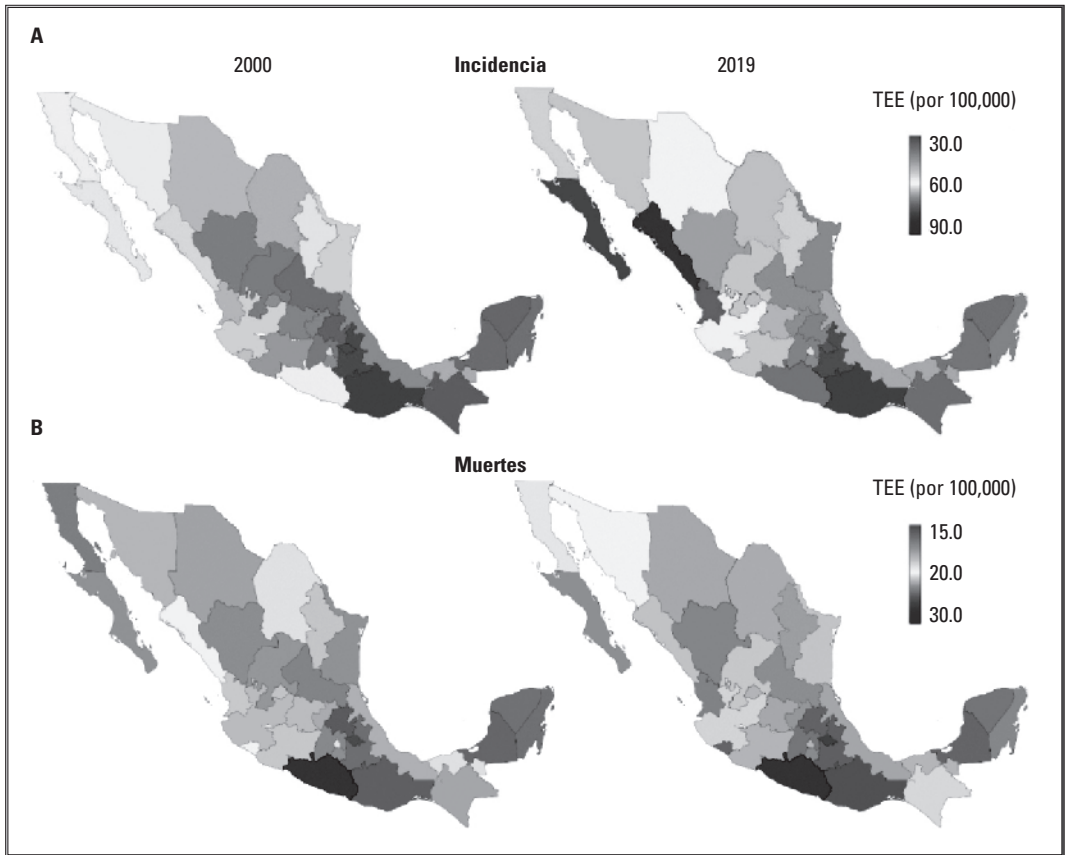 A
2000
Incidencia
2019
TEE (por 100,000)
30.0
60.0
90.0
B
Muertes
TEE (por 100,000)
15.0
20.0
30.0